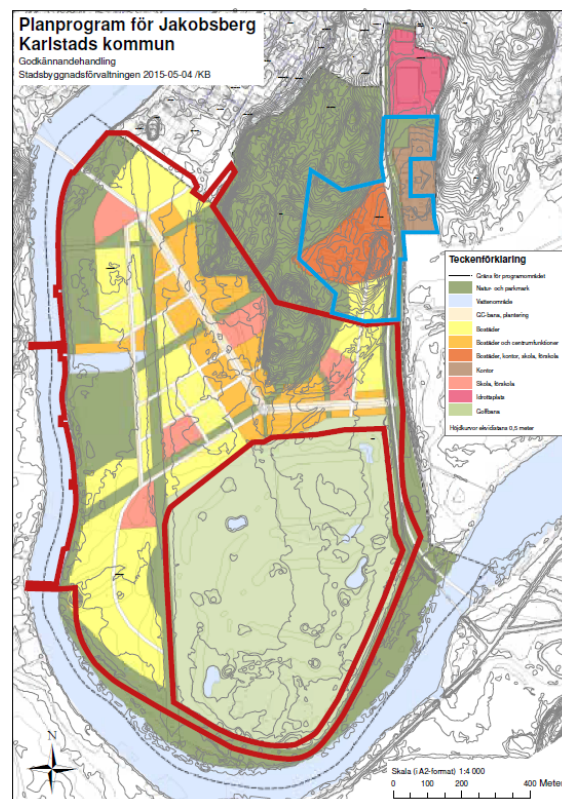 Planprogram för Jakobsberg
Karlstads kommun
Godkännandehandling
Stadsbyggnadsförvaltningen 2015-05-04 /KB
Teckenförklaring
Gräns för programområdet
Natur- och parkmark
Vattenområde
GC-bana, plantering
Bostäder
Bostäder och centrumfunktioner
Bostäder, kontor, skola, förskola
Kontor
Skola, förskola
Idrottsplats
Golfbana
Höjdkurvor ekvidistans 0,5 meter
N
Skala (i A2-format) 1:4 000
0 100 200 400 Meter